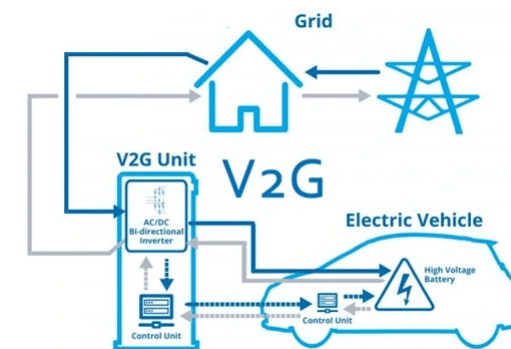 Grid
V2G Unit
V2G
AC/DC
Bi-directional
Inverter
Electric Vehicle
High Voltage
Battery
Control Unit
Control Unit